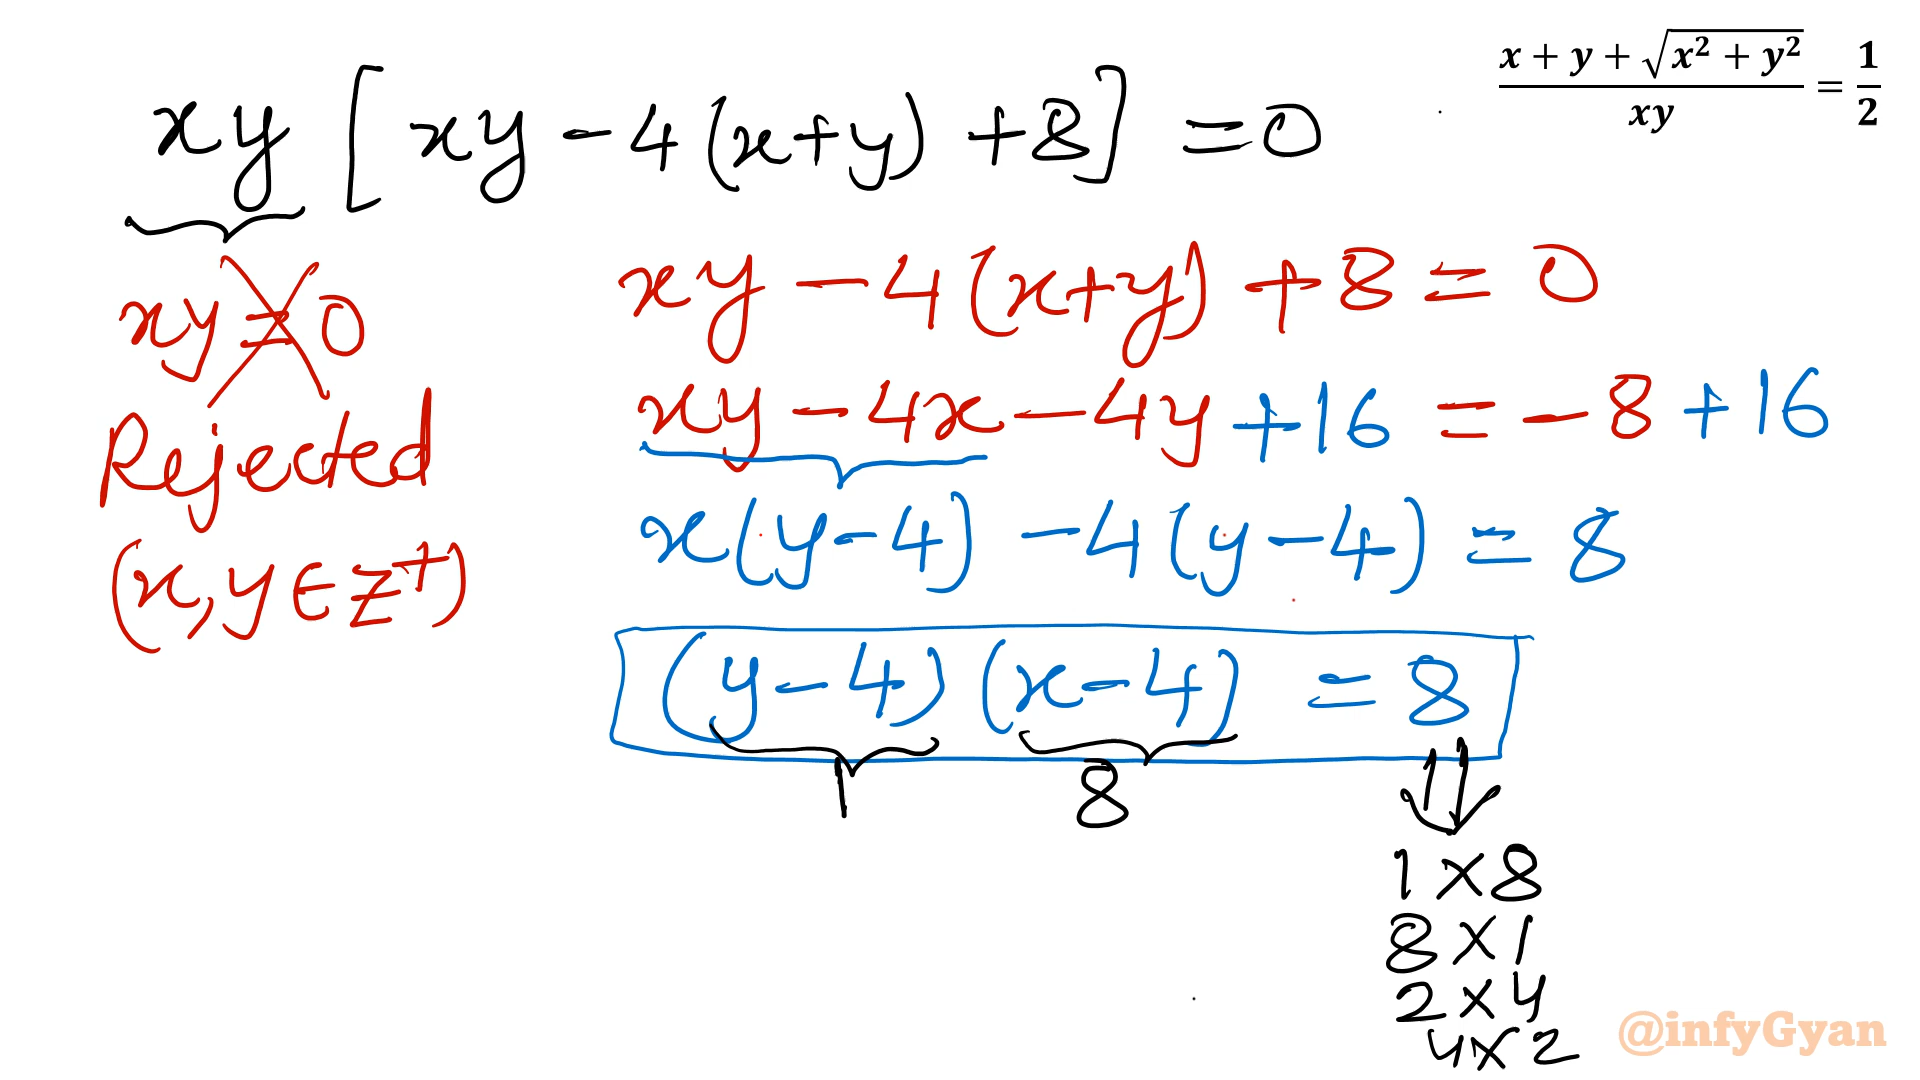 (x + y + √(x² + y²))/(xy) = 1/2
xy [xy − 4(x+y) + 8] = 0
xy = 0
Rejected
(x, y ∈ Z⁺)
xy − 4(x+y) + 8 = 0
xy − 4x − 4y + 16 = −8 + 16
x(y−4) − 4(y−4) = 8
(y−4)(x−4) = 8
1 8
1 × 8
8 × 1
2 × 4
4 × 2
@infyGyan